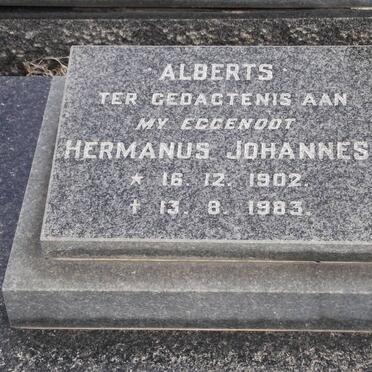 ALBERTS
TER GEDAGTENIS AAN
MY EGGENOOT
HERMANUS JOHANNES
* 16. 12. 1902.
† 13. 8. 1983.